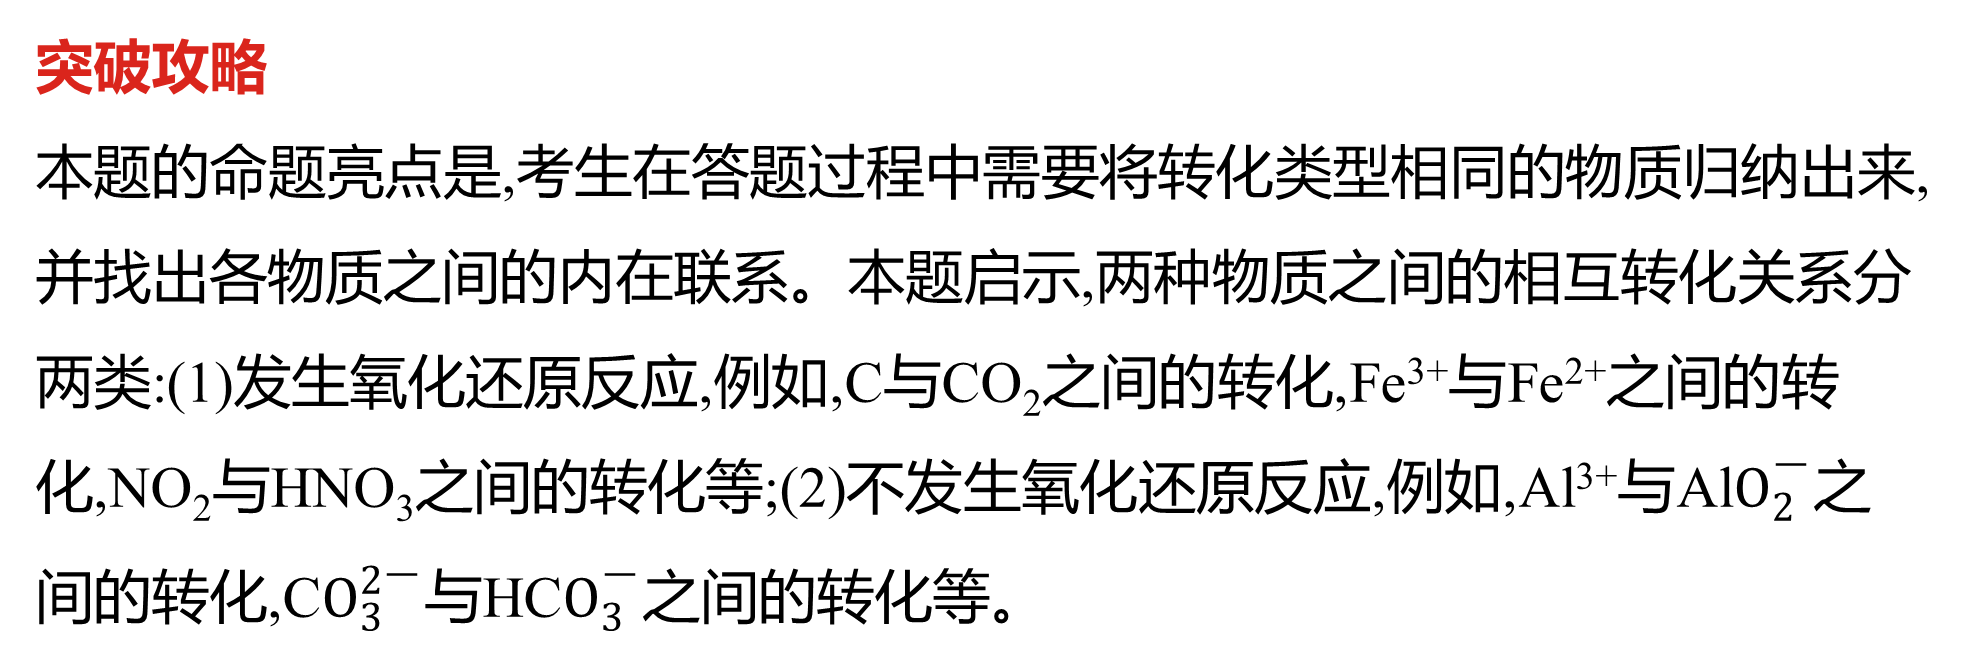 突破攻略
本题的命题亮点是,考生在答题过程中需要将转化类型相同的物质归纳出来,
并找出各物质之间的内在联系。本题启示,两种物质之间的相互转化关系分
两类:(1)发生氧化还原反应,例如,C与CO₂之间的转化,Fe³⁺与Fe²⁺之间的转
化,NO₂与HNO₃之间的转化等;(2)不发生氧化还原反应,例如,Al³⁺与AlO₂⁻之
间的转化,CO₃²⁻与HCO₃⁻之间的转化等。